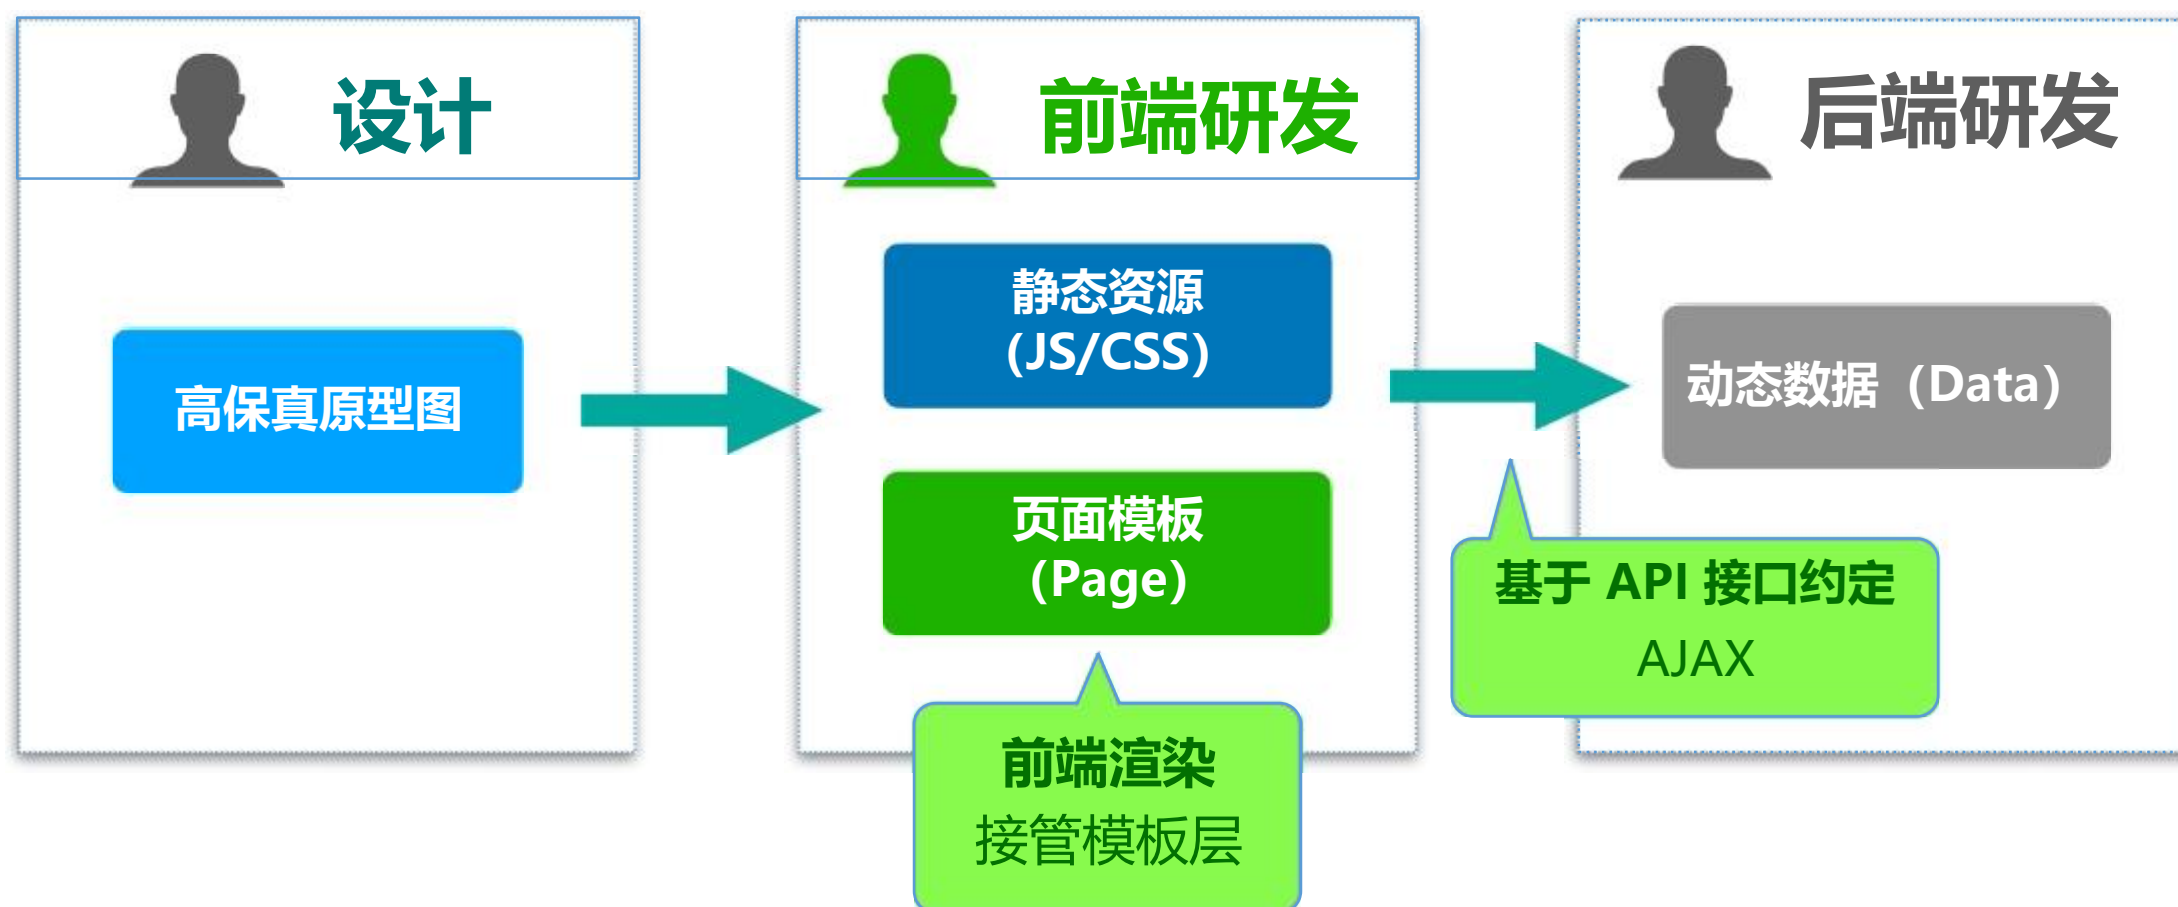 设计
高保真原型图
前端研发
静态资源
(JS/CSS)
页面模板
(Page)
前端渲染
接管模板层
后端研发
动态数据（Data）
基于 API 接口约定
AJAX